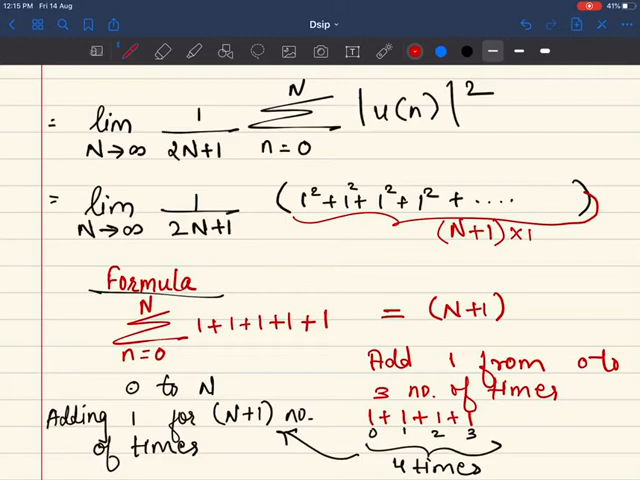 12:15 PM Fri 14 Aug
41%
Dsip
= lim N→∞ 1/(2N+1) Σ N n=0 |u(n)|²
= lim N→∞ 1/(2N+1) (1² + 1² + 1² + 1² + ....)
(N+1)×1
Formula
Σ N n=0 1+1+1+1+1 = (N+1)
0 to N
Adding 1 for (N+1) no.
of times
Add 1 from 0 to
3 no. of times
1+1+1+1
0 1 2 3
4 times